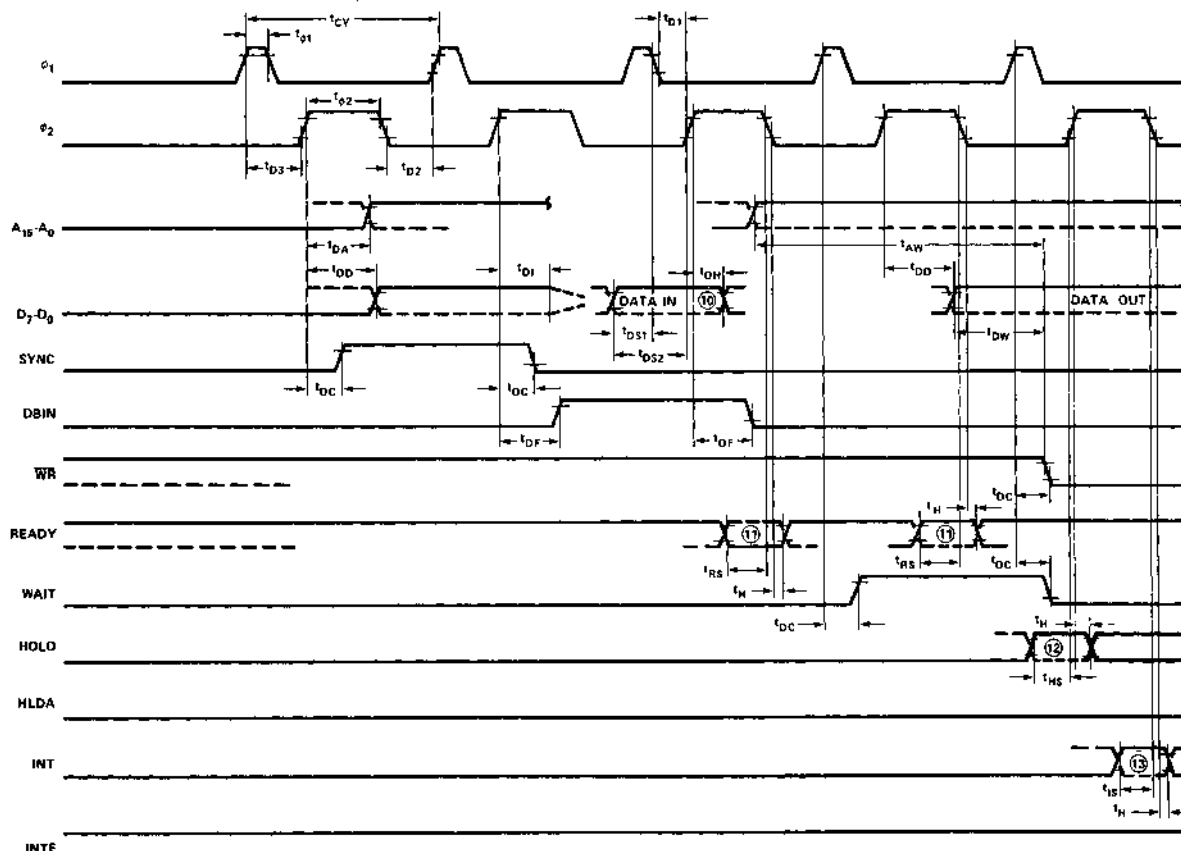 tCY
tD1
tϕ1
ϕ1
tϕ2
ϕ2
tD3
tD2
A15-A0
tDA
tAW
tDD
tDI
tDH
tDD
DATA IN
10
DATA OUT
D7-D0
tDS1
tDW
SYNC
tDS2
tDC
tDC
DBIN
tDF
tDF
WR
tH
tDC
READY
11
11
tRS
tRS
tDC
WAIT
tH
tDC
tH
HOLD
12
tHS
HLDA
INT
13
tIS
tH
INTE